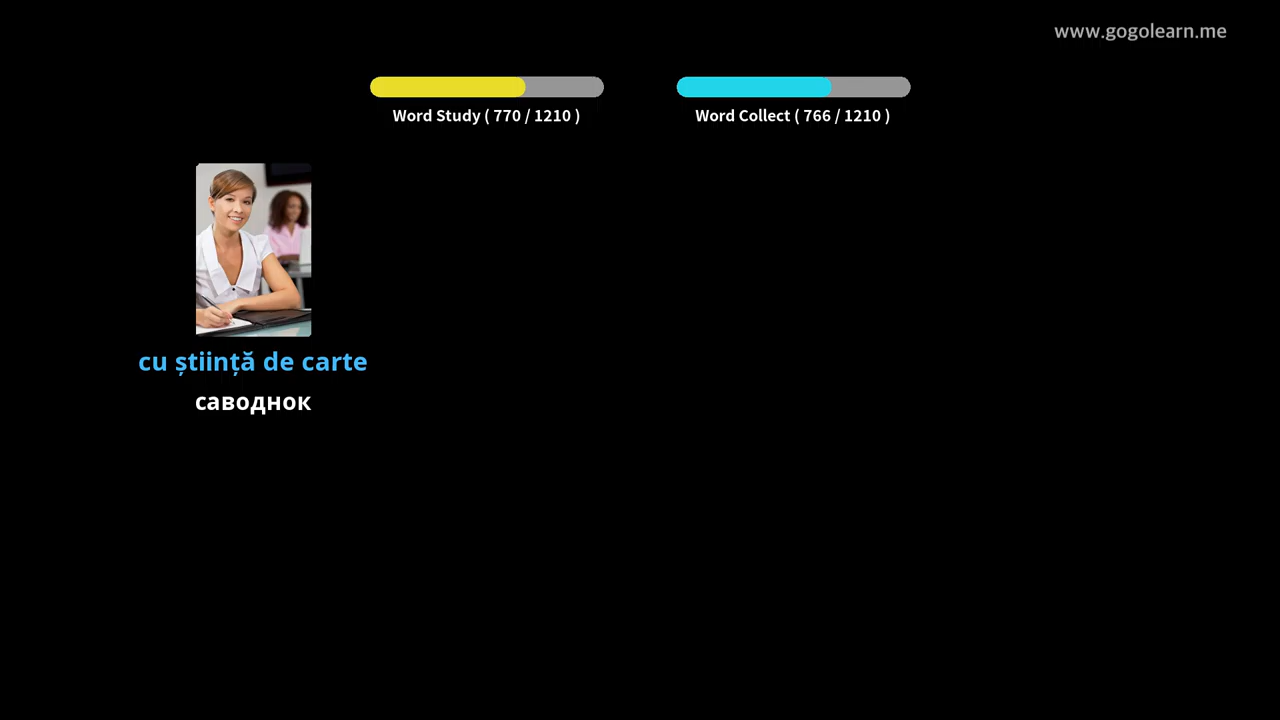 www.gogolearn.me
Word Study ( 770 / 1210 )
Word Collect ( 766 / 1210 )
cu știință de carte
саводнок